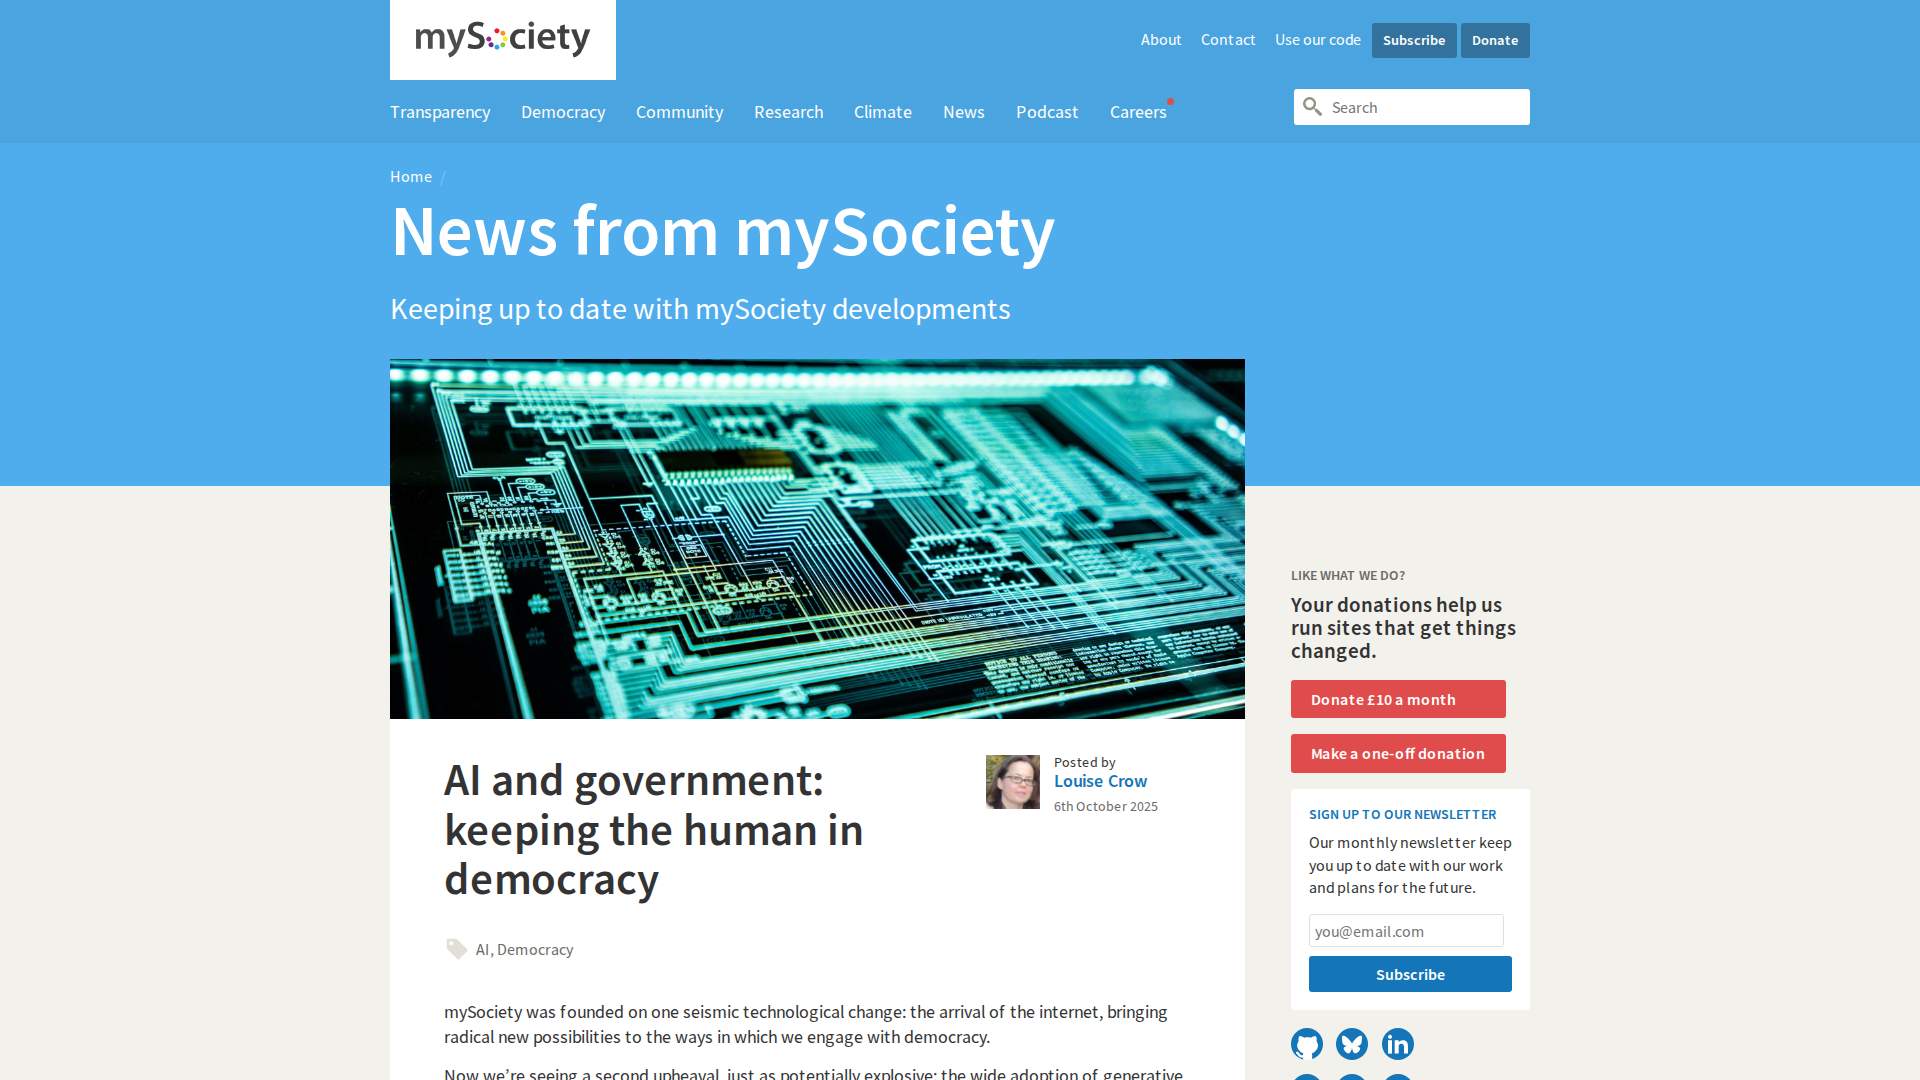 mySociety
About
Contact
Use our code
Subscribe
Donate
Transparency
Democracy
Community
Research
Climate
News
Podcast
Careers
Search
Home /
News from mySociety
Keeping up to date with mySociety developments
LIKE WHAT WE DO?
Your donations help us
run sites that get things
changed.
Donate £10 a month
Make a one-off donation
AI and government:
keeping the human in
democracy
Posted by
Louise Crow
6th October 2025
AI, Democracy
SIGN UP TO OUR NEWSLETTER
Our monthly newsletter keep
you up to date with our work
and plans for the future.
you@email.com
Subscribe
mySociety was founded on one seismic technological change: the arrival of the internet, bringing
radical new possibilities to the ways in which we engage with democracy.
Now we’re seeing a second upheaval, just as potentially explosive: the wide adoption of generative